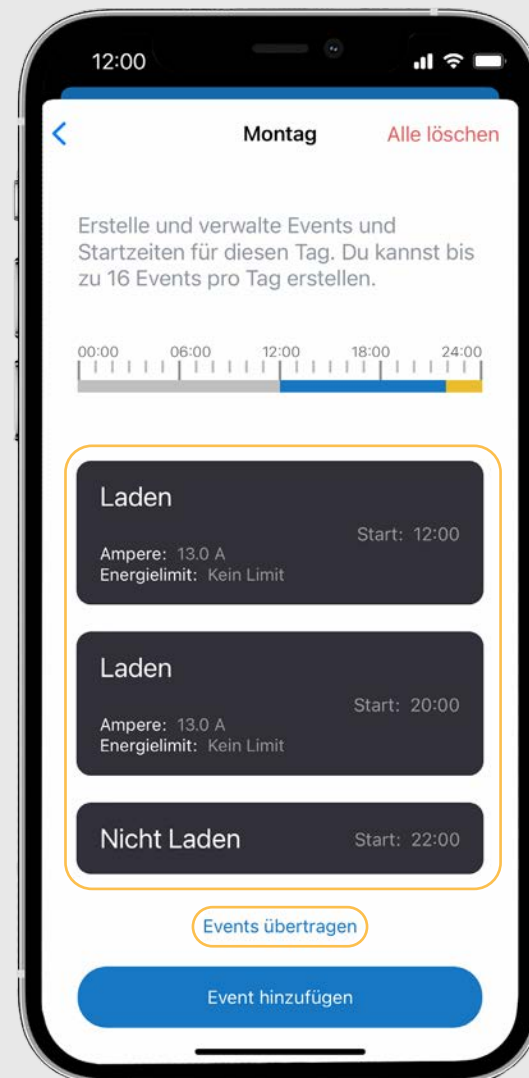 12:00
Montag
Alle löschen
Erstelle und verwalte Events und
Startzeiten für diesen Tag. Du kannst bis
zu 16 Events pro Tag erstellen.
00:00 06:00 12:00 18:00 24:00
Laden
Start: 12:00
Ampere: 13.0 A
Energielimit: Kein Limit
Laden
Start: 20:00
Ampere: 13.0 A
Energielimit: Kein Limit
Nicht Laden
Start: 22:00
Events übertragen
Event hinzufügen